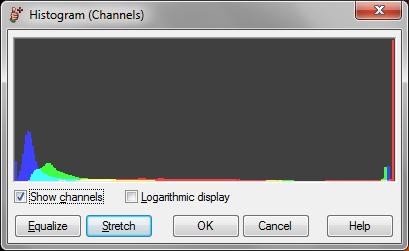 Histogram (Channels)
Show channels
Logarithmic display
Equalize
Stretch
OK
Cancel
Help